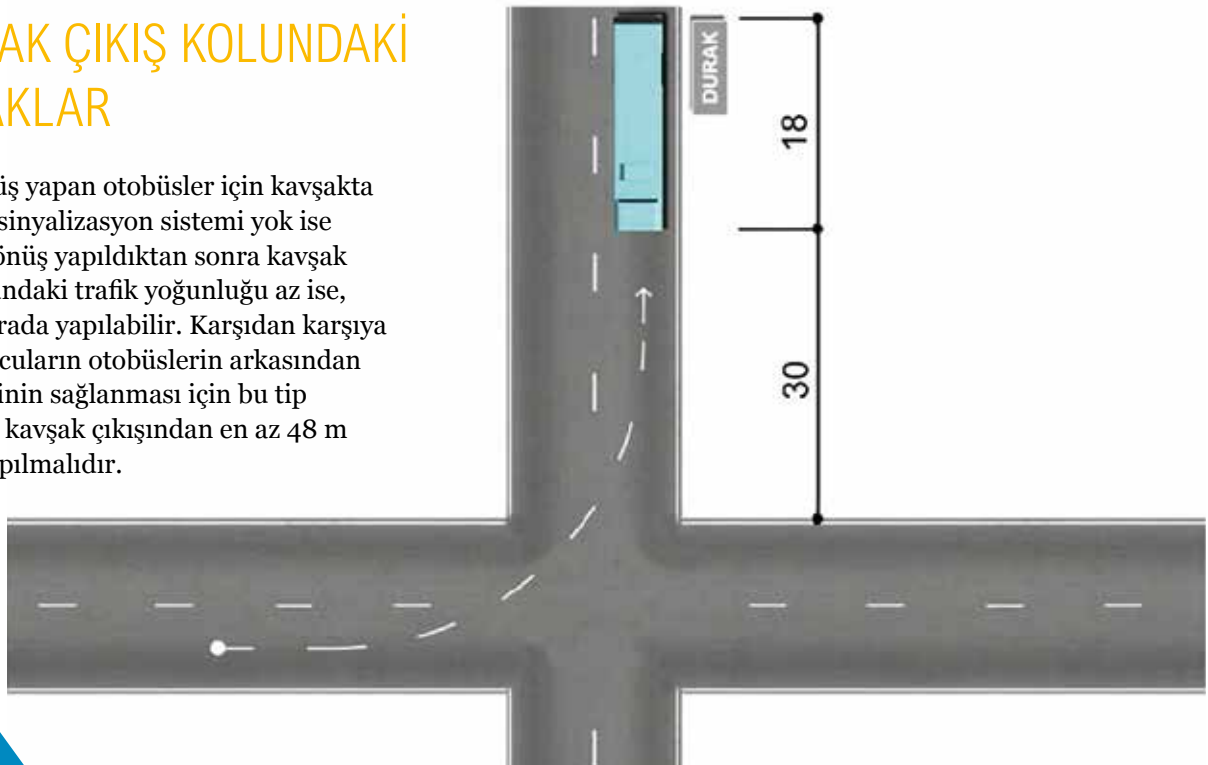 AK ÇIKIŞ KOLUNDAKİ
AKLAR
üş yapan otobüsler için kavşakta
sinyalizasyon sistemi yok ise
önüş yapıldıktan sonra kavşak
ındaki trafik yoğunluğu az ise,
rada yapılabilir. Karşıdan karşıya
cuların otobüslerin arkasından
inin sağlanması için bu tip
kavşak çıkışından en az 48 m
pılmalıdır.
DURAK
18
30